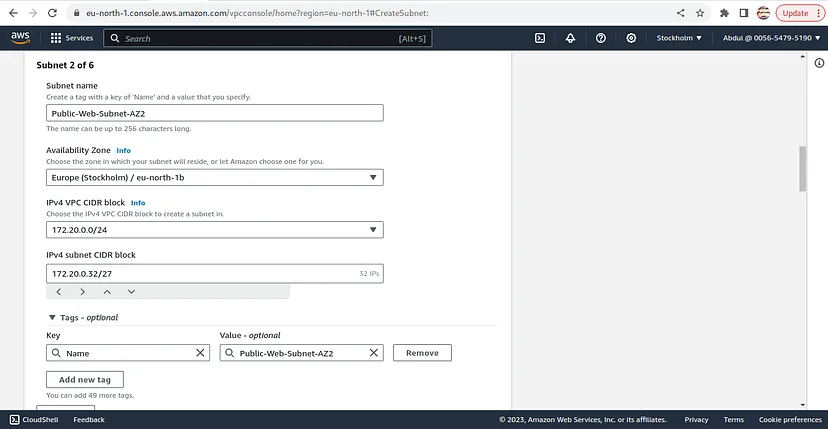 eu-north-1.console.aws.amazon.com/vpcconsole/home?region=eu-north-1#CreateSubnet:
Update
aws
Services
Search
[Alt+S]
Stockholm
Abdul @ 0056-5479-5190
Subnet 2 of 6
Subnet name
Create a tag with a key of 'Name' and a value that you specify.
Public-Web-Subnet-AZ2
The name can be up to 256 characters long.
Availability Zone Info
Choose the zone in which your subnet will reside, or let Amazon choose one for you.
Europe (Stockholm) / eu-north-1b
IPv4 VPC CIDR block Info
Choose the IPv4 VPC CIDR block to create a subnet in.
172.20.0.0/24
IPv4 subnet CIDR block
172.20.0.32/27
32 IPs
Tags - optional
Key
Value - optional
Name
Public-Web-Subnet-AZ2
Remove
Add new tag
You can add 49 more tags.
CloudShell
Feedback
© 2023, Amazon Web Services, Inc. or its affiliates.
Privacy
Terms
Cookie preferences